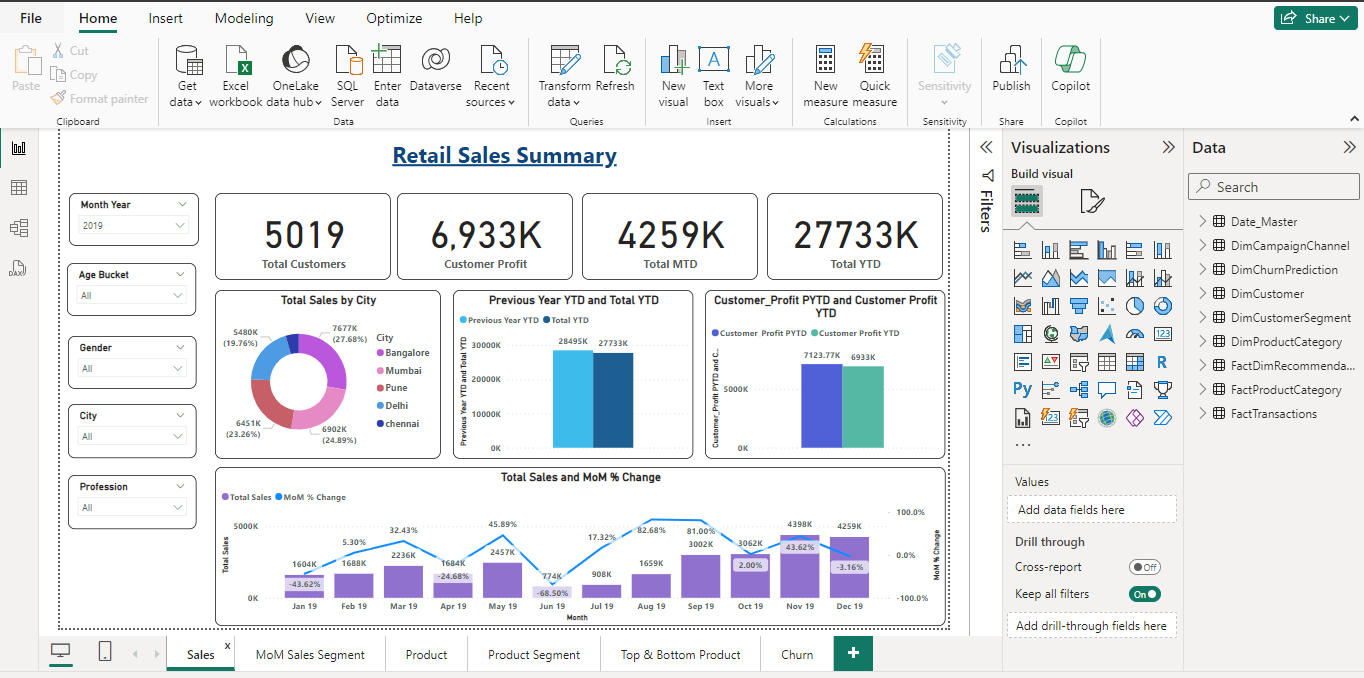 File Home Insert Modeling View Optimize Help Share
Paste
Cut
Copy
Format painter
Clipboard
Get data
Excel workbook
OneLake data hub
SQL Server
Enter data
Dataverse
Recent sources
Data
Transform data
Refresh
Queries
New visual
Text box
More visuals
Insert
New measure
Quick measure
Calculations
Sensitivity
Sensitivity
Publish
Share
Copilot
Copilot
Retail Sales Summary
Month Year
2019
Age Bucket
All
Gender
All
City
All
Profession
All
5019
Total Customers
6,933K
Customer Profit
4259K
Total MTD
27733K
Total YTD
Total Sales by City
5480K
(19.76%)
7677K
(27.68%)
6451K
(23.26%)
6902K
(24.89%)
City
Bangalore
Mumbai
Pune
Delhi
chennai
Previous Year YTD and Total YTD
Previous Year YTD Total YTD
Previous Year YTD and Total YTD
30000K
20000K
10000K
0K
28495K 27733K
Customer_Profit PYTD and Customer Profit
YTD
Customer_Profit PYTD Customer Profit YTD
Customer_Profit PYTD and C...
5000K
0K
7123.77K 6933K
Total Sales and MoM % Change
Total Sales MoM % Change
Total Sales
5000K
0K
1604K
-43.62%
5.30%
1688K
32.43%
2236K
1684K
-24.68%
45.89%
2457K
774K
-68.50%
17.32%
908K
82.68%
1659K
81.00%
3002K
3062K
2.00%
4398K
43.62%
4259K
-3.16%
100.0%
0.0%
-100.0%
MoM % Change
Jan 19 Feb 19 Mar 19 Apr 19 May 19 Jun 19 Jul 19 Aug 19 Sep 19 Oct 19 Nov 19 Dec 19
Month
Filters
Visualizations
Build visual
123
R
Py
123
...
Values
Add data fields here
Drill through
Cross-report Off
Keep all filters On
Add drill-through fields here
Data
Search
Date_Master
DimCampaignChannel
DimChurnPrediction
DimCustomer
DimCustomerSegment
DimProductCategory
FactDimRecommenda...
FactProductCategory
FactTransactions
Sales x MoM Sales Segment Product Product Segment Top & Bottom Product Churn +